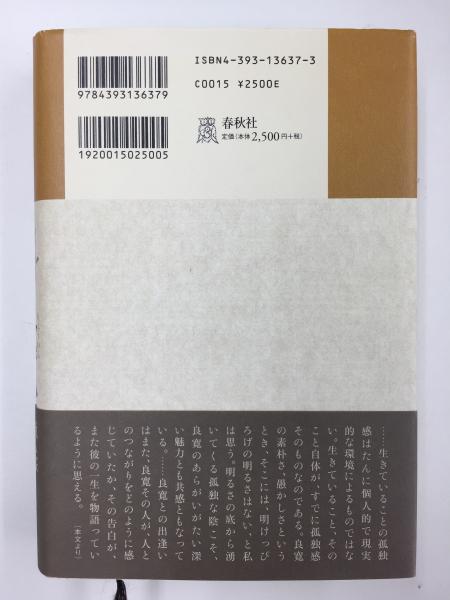 ISBN4-393-13637-3
C0015 ¥2500E
9784393136379
春秋社
定価(本体2,500円+税)
1920015025005
……生きていることの孤独
感はたんに個人的で現実
的な環境によるものではな
い。生きていること、その
こと自体が、すでに孤独感
そのものなのである。良寛
の素朴さ、愚かしさという
とき、そこには、明けっぴ
ろげの明るさはない、と私
は思う。明るさの底から湧
いてくる孤独な陰こそ、
良寛のあらがいがたい深
い魅力とも共感ともなって
いる。……良寛との出逢い
はまた、良寛その人が、人と
のつながりをどのように感
じていたか、その告白が、
また彼の一生を物語ってい
るように思える。(本文より)